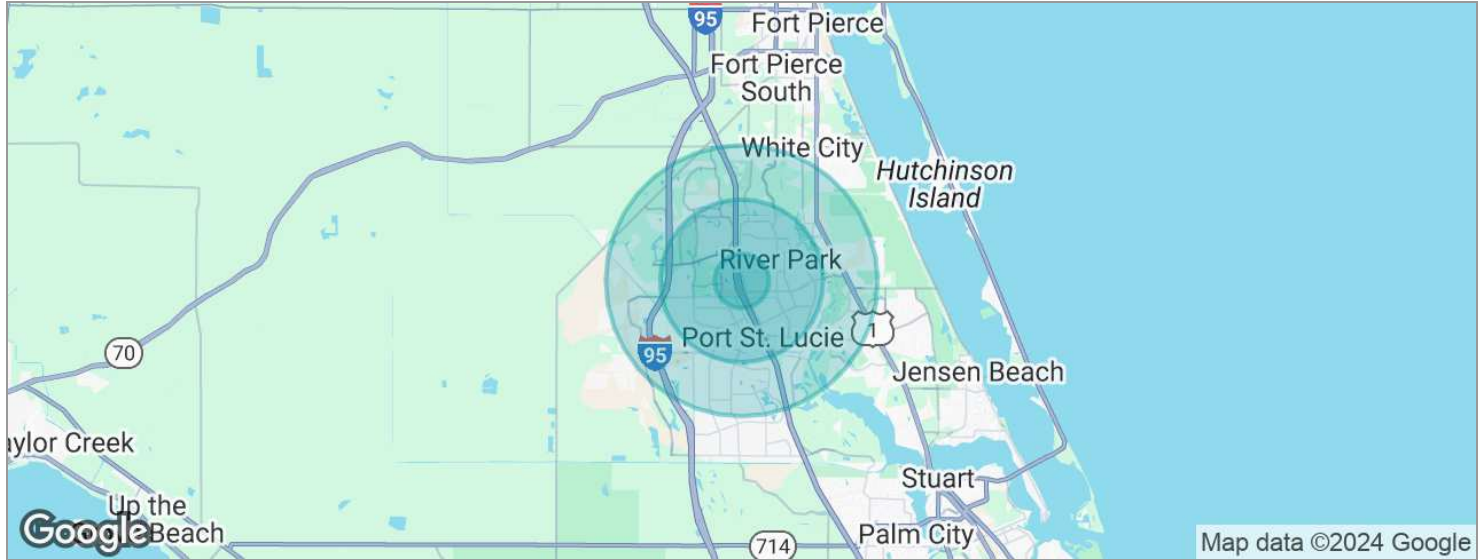 95
Fort Pierce
Fort Pierce
South
White City
Hutchinson
Island
River Park
Port St. Lucie
1
95
70
Jensen Beach
aylor Creek
Stuart
Up the
Beach
Google
714
Palm City
Map data ©2024 Google